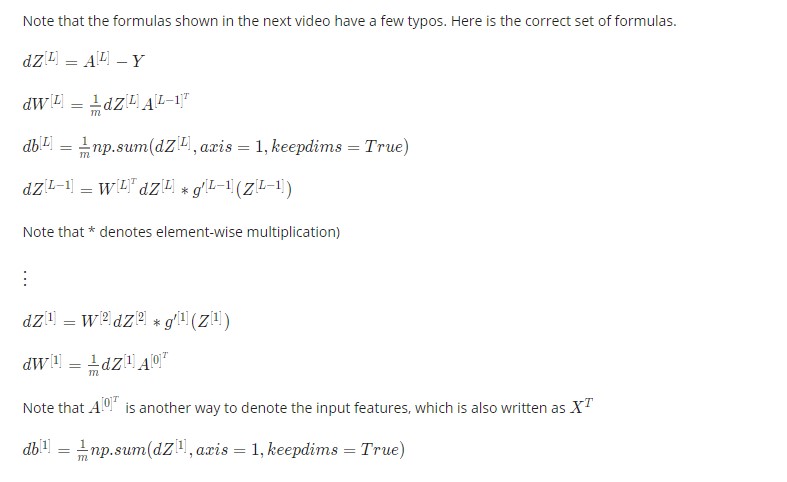 Note that the formulas shown in the next video have a few typos. Here is the correct set of formulas.
dZ^{[L]} = A^{[L]} − Y
dW^{[L]} = \frac{1}{m} dZ^{[L]} A^{[L−1]^T}
db^{[L]} = \frac{1}{m} np.sum(dZ^{[L]}, axis = 1, keepdims = True)
dZ^{[L−1]} = W^{[L]^T} dZ^{[L]} * g'^{[L−1]}(Z^{[L−1]})
Note that * denotes element-wise multiplication)
⋮
dZ^{[1]} = W^{[2]} dZ^{[2]} * g'^{[1]}(Z^{[1]})
dW^{[1]} = \frac{1}{m} dZ^{[1]} A^{[0]^T}
Note that A^{[0]^T} is another way to denote the input features, which is also written as X^T
db^{[1]} = \frac{1}{m} np.sum(dZ^{[1]}, axis = 1, keepdims = True)